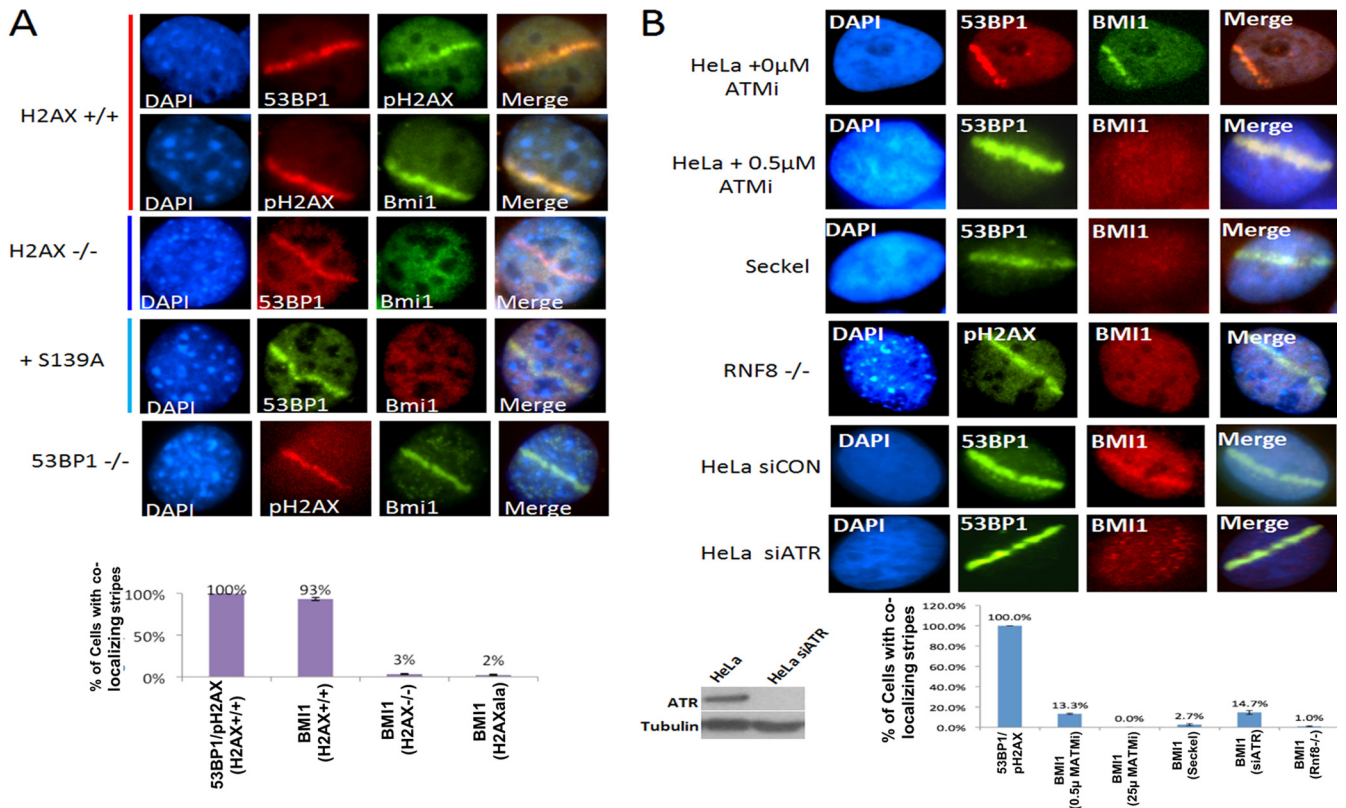 A
H2AX +/+
DAPI 53BP1 pH2AX Merge
DAPI pH2AX Bmi1 Merge
H2AX -/-
DAPI 53BP1 Bmi1 Merge
+ S139A
DAPI 53BP1 Bmi1 Merge
53BP1 -/-
DAPI pH2AX Bmi1 Merge
% of Cells with co-
localizing stripes
100%
50%
0%
100%
93%
3%
2%
53BP1/pH2AX
(H2AX+/+)
BMI1
(H2AX+/+)
BMI1
(H2AX-/-)
BMI1
(H2AXala)
B
HeLa +0µM
ATMi
DAPI 53BP1 BMI1 Merge
HeLa + 0.5µM
ATMi
DAPI 53BP1 BMI1 Merge
Seckel
DAPI 53BP1 BMI1 Merge
RNF8 -/-
DAPI pH2AX BMI1 Merge
HeLa siCON
DAPI 53BP1 BMI1 Merge
HeLa siATR
DAPI 53BP1 BMI1 Merge
HeLa
HeLa siATR
ATR
Tubulin
% of Cells with co-
localizing stripes
120.0%
100.0%
80.0%
60.0%
40.0%
20.0%
0.0%
100.0%
13.3%
0.0%
2.7%
14.7%
1.0%
53BP1/
pH2AX
BMI1
(0.5µ MATMi)
BMI1
(25µ MATMi)
BMI1
(Seckel)
BMI1
(siATR)
BMI1
(Rnf8-/-)